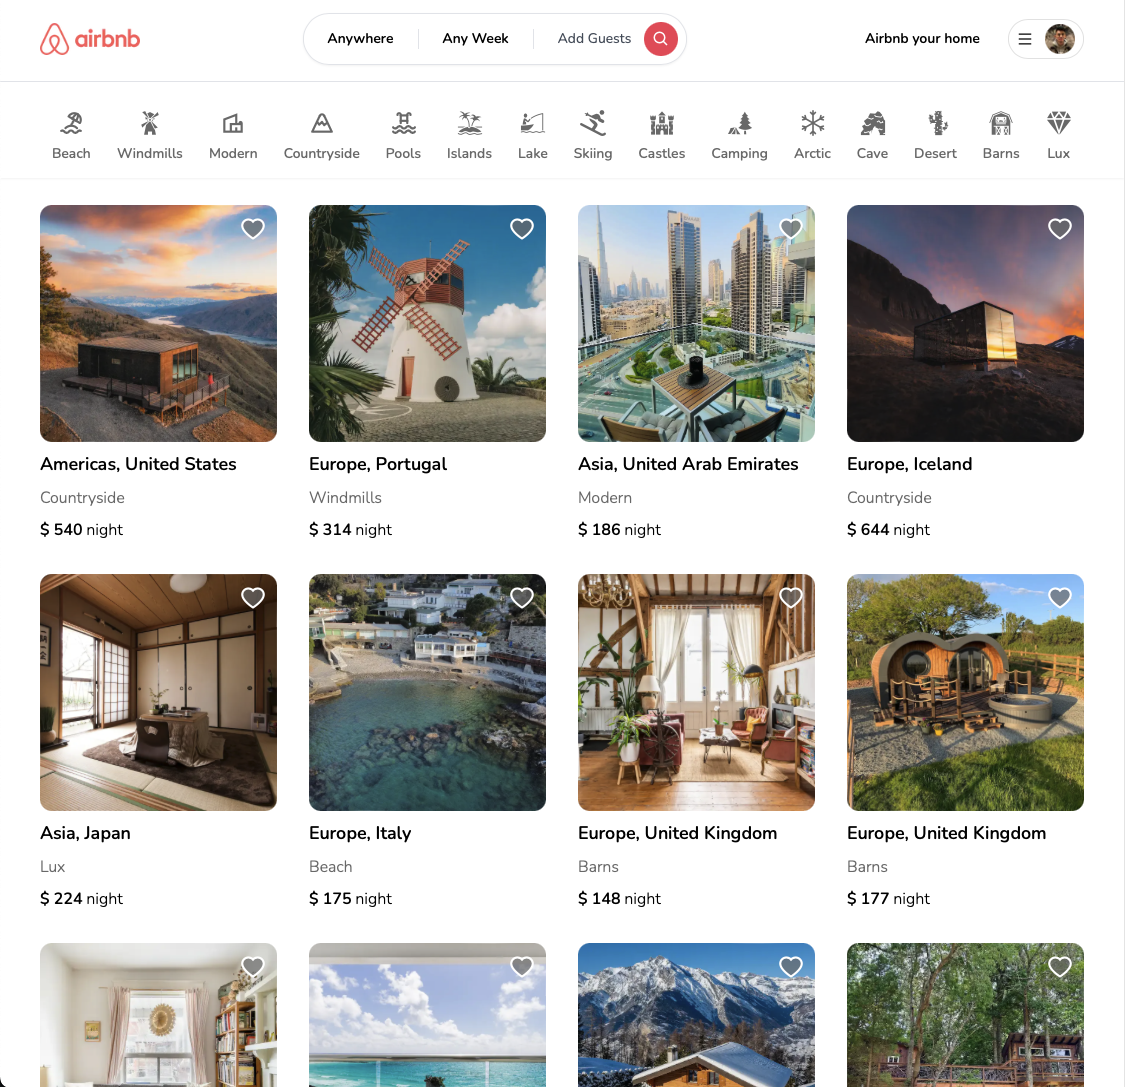 airbnb
Anywhere
Any Week
Add Guests
Airbnb your home
Beach
Windmills
Modern
Countryside
Pools
Islands
Lake
Skiing
Castles
Camping
Arctic
Cave
Desert
Barns
Lux
Americas, United States
Countryside
$ 540 night
Europe, Portugal
Windmills
$ 314 night
Asia, United Arab Emirates
Modern
$ 186 night
Europe, Iceland
Countryside
$ 644 night
Asia, Japan
Lux
$ 224 night
Europe, Italy
Beach
$ 175 night
Europe, United Kingdom
Barns
$ 148 night
Europe, United Kingdom
Barns
$ 177 night